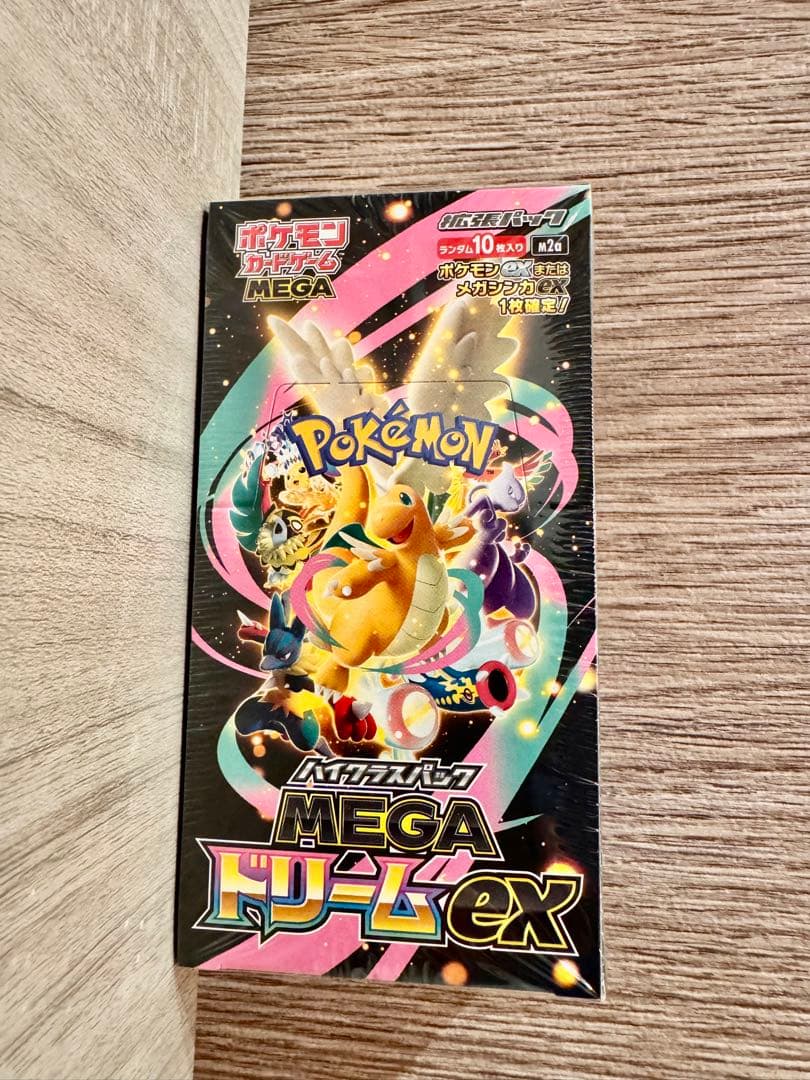 ポケモン
カードゲーム
MEGA
拡張パック
ランダム10枚入り M2a
ポケモンexまたは
メガシンカex
1枚確定!
POKéMON
TM
ハイクラスパック
MEGA
ドリームex